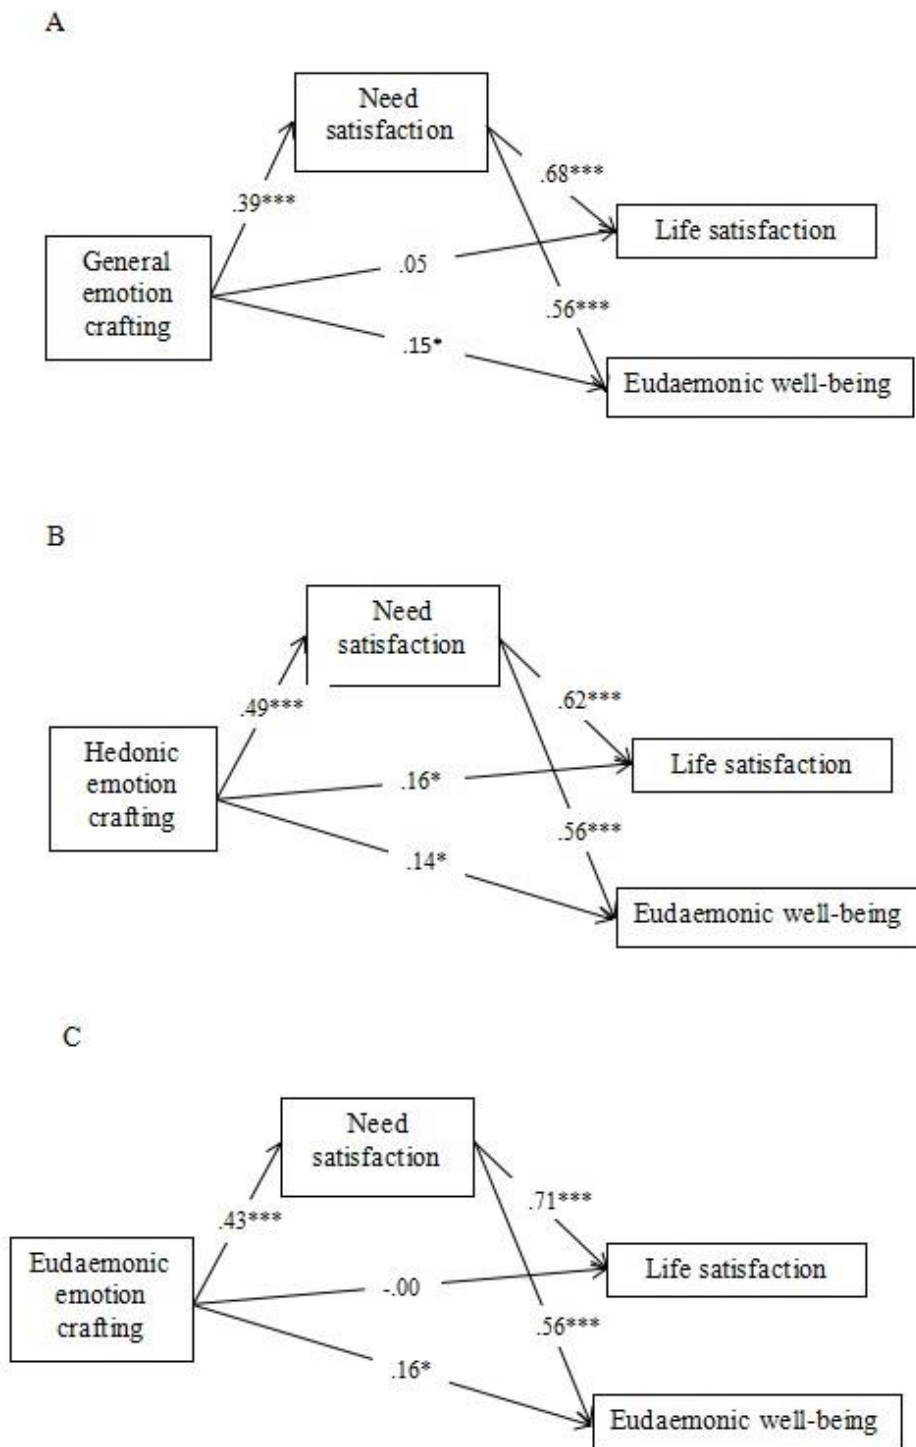 A
Need
satisfaction
.68***
.39***
Life satisfaction
General
emotion
crafting
.05
.56***
.15*
Eudaemonic well-being
B
Need
satisfaction
.62***
.49***
Hedonic
emotion
crafting
Life satisfaction
.16*
.56***
.14*
Eudaemonic well-being
C
Need
satisfaction
.71***
.43***
Eudaemonic
emotion
crafting
Life satisfaction
-.00
.56***
.16*
Eudaemonic well-being